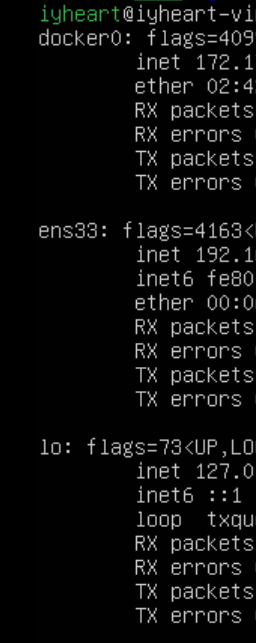 iyheart@iyheart-vi
docker0: flags=409
inet 172.1
ether 02:4
RX packets
RX errors
TX packets
TX errors
ens33: flags=4163<
inet 192.1
inet6 fe80
ether 00:0
RX packets
RX errors
TX packets
TX errors
lo: flags=73<UP,LO
inet 127.0
inet6 ::1
loop txqu
RX packets
RX errors
TX packets
TX errors